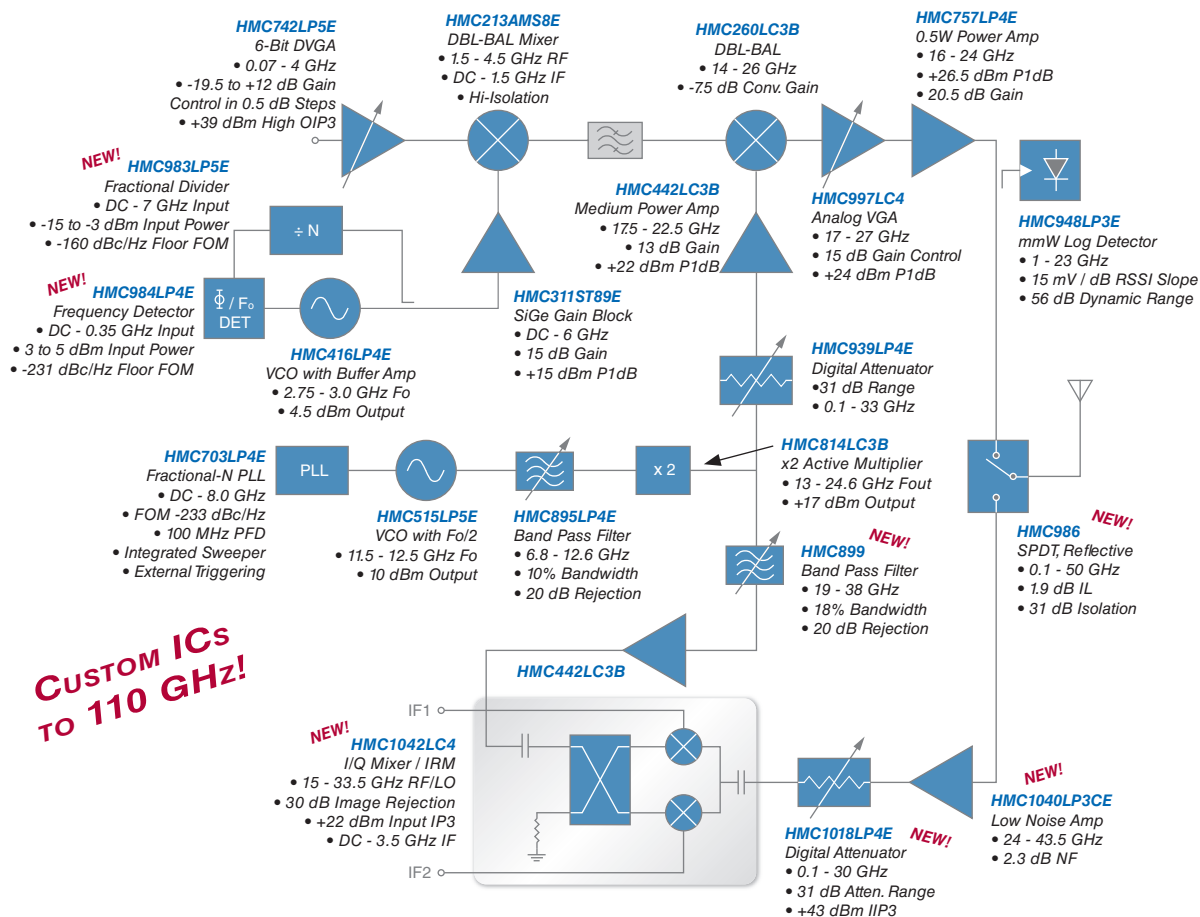 HMC742LP5E
6-Bit DVGA
• 0.07 - 4 GHz
• -19.5 to +12 dB Gain
Control in 0.5 dB Steps
• +39 dBm High OIP3
HMC213AMS8E
DBL-BAL Mixer
• 1.5 - 4.5 GHz RF
• DC - 1.5 GHz IF
• Hi-Isolation
HMC260LC3B
DBL-BAL
• 14 - 26 GHz
• -7.5 dB Conv. Gain
HMC757LP4E
0.5W Power Amp
• 16 - 24 GHz
• +26.5 dBm P1dB
• 20.5 dB Gain
NEW!
HMC983LP5E
Fractional Divider
• DC - 7 GHz Input
• -15 to -3 dBm Input Power
• -160 dBc/Hz Floor FOM
÷ N
HMC442LC3B
Medium Power Amp
• 17.5 - 22.5 GHz
• 13 dB Gain
• +22 dBm P1dB
HMC997LC4
Analog VGA
• 17 - 27 GHz
• 15 dB Gain Control
• +24 dBm P1dB
HMC948LP3E
mmW Log Detector
• 1 - 23 GHz
• 15 mV / dB RSSI Slope
• 56 dB Dynamic Range
NEW!
HMC984LP4E
Frequency Detector
• DC - 0.35 GHz Input
• 3 to 5 dBm Input Power
• -231 dBc/Hz Floor FOM
Φ / Fo
DET
HMC416LP4E
VCO with Buffer Amp
• 2.75 - 3.0 GHz Fo
• 4.5 dBm Output
HMC311ST89E
SiGe Gain Block
• DC - 6 GHz
• 15 dB Gain
• +15 dBm P1dB
HMC939LP4E
Digital Attenuator
•31 dB Range
• 0.1 - 33 GHz
HMC703LP4E
Fractional-N PLL
• DC - 8.0 GHz
• FOM -233 dBc/Hz
• 100 MHz PFD
• Integrated Sweeper
• External Triggering
PLL
HMC515LP5E
VCO with Fo/2
• 11.5 - 12.5 GHz Fo
• 10 dBm Output
HMC895LP4E
Band Pass Filter
• 6.8 - 12.6 GHz
• 10% Bandwidth
• 20 dB Rejection
x 2
HMC814LC3B
x2 Active Multiplier
• 13 - 24.6 GHz Fout
• +17 dBm Output
NEW!
HMC899
Band Pass Filter
• 19 - 38 GHz
• 18% Bandwidth
• 20 dB Rejection
NEW!
HMC986
SPDT, Reflective
• 0.1 - 50 GHz
• 1.9 dB IL
• 31 dB Isolation
CUSTOM ICS
TO 110 GHZ!
HMC442LC3B
IF1
NEW!
HMC1042LC4
I/Q Mixer / IRM
• 15 - 33.5 GHz RF/LO
• 30 dB Image Rejection
• +22 dBm Input IP3
• DC - 3.5 GHz IF
IF2
HMC1018LP4E NEW!
Digital Attenuator
• 0.1 - 30 GHz
• 31 dB Atten. Range
• +43 dBm IIP3
NEW!
HMC1040LP3CE
Low Noise Amp
• 24 - 43.5 GHz
• 2.3 dB NF